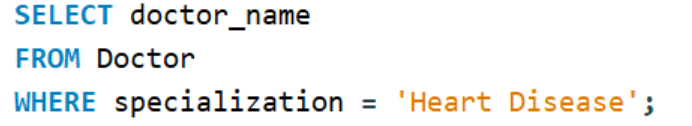 SELECT doctor_name
FROM Doctor
WHERE specialization = 'Heart Disease';